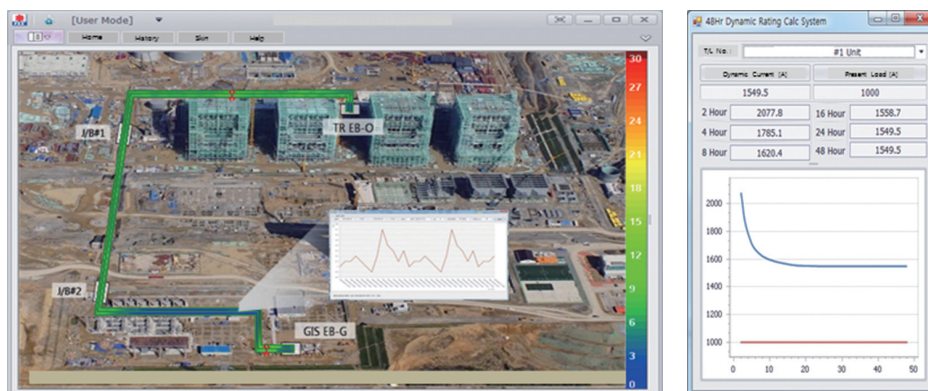 [User Mode]
Home History Skin Help
30
27
24
21
18
15
12
9
6
3
0
J/B#1
TR EB-O
J/B#2
GIS EB-G
48Hr Dynamic Rating Calc System
T/L No. : #1 Unit
Dynamic Current [A] Present Load [A]
1549.5 1000
2 Hour 2077.8 16 Hour 1558.7
4 Hour 1785.1 24 Hour 1549.5
8 Hour 1620.4 48 Hour 1549.5
2000
1800
1600
1400
1200
1000
0 10 20 30 40 50